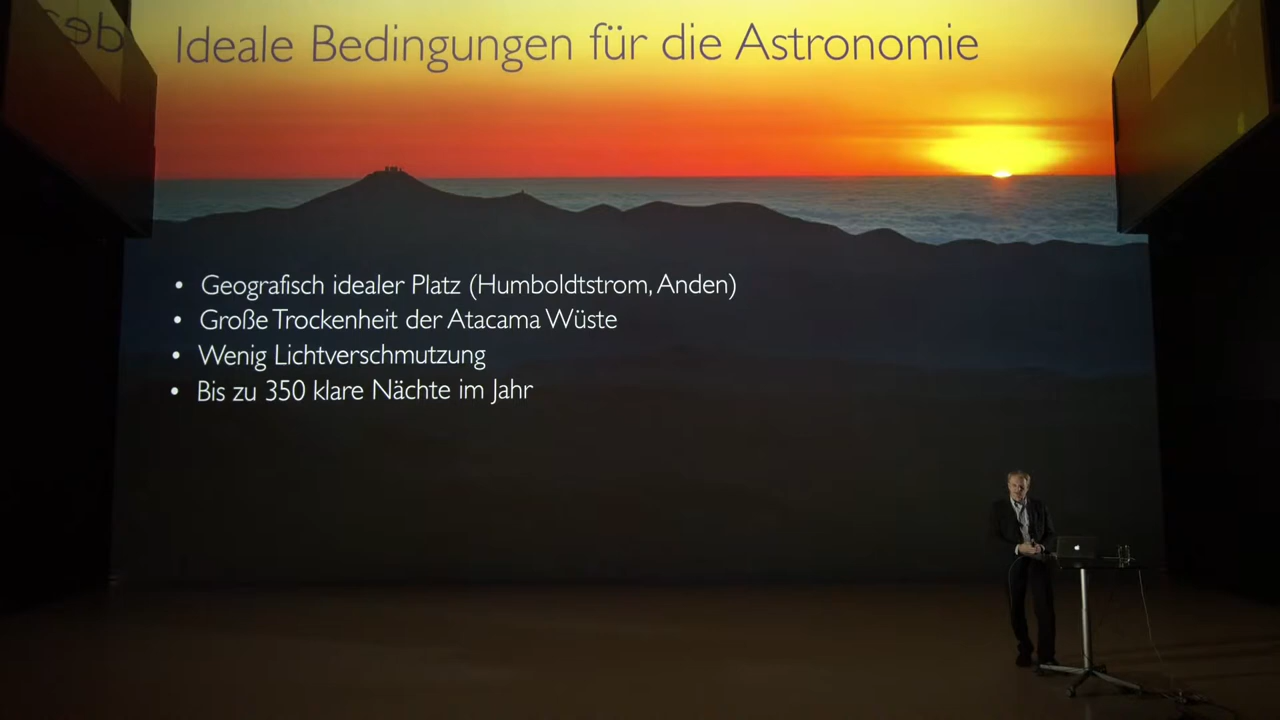 Ideale Bedingungen für die Astronomie
• Geografisch idealer Platz (Humboldtstrom, Anden)
• Große Trockenheit der Atacama Wüste
• Wenig Lichtverschmutzung
• Bis zu 350 klare Nächte im Jahr